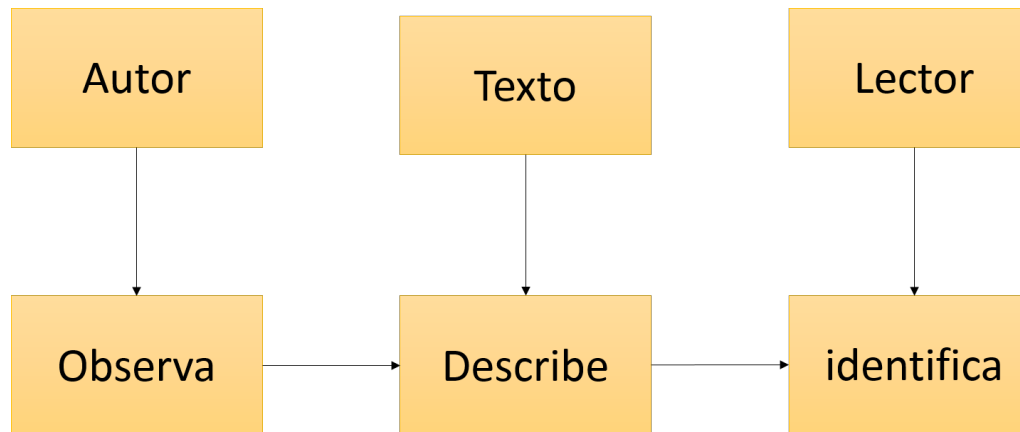 Autor
Texto
Lector
Observa
Describe
identifica